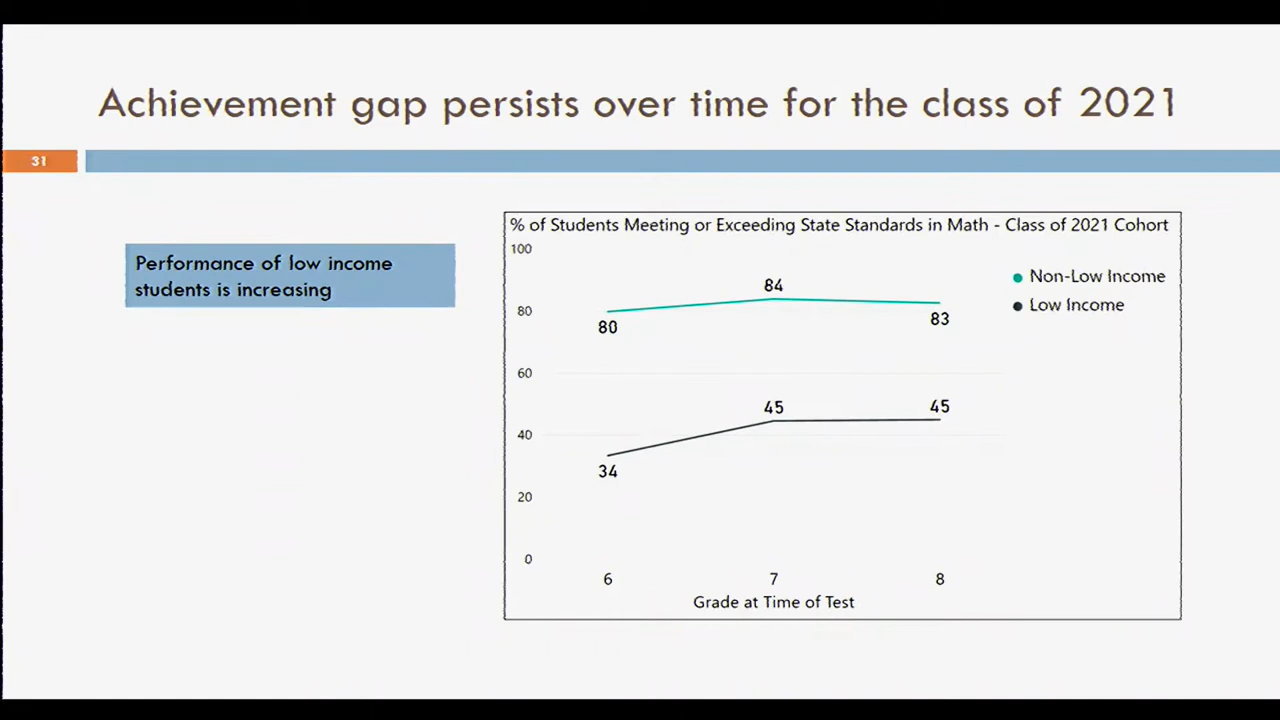 Achievement gap persists over time for the class of 2021
31
Performance of low income
students is increasing
% of Students Meeting or Exceeding State Standards in Math - Class of 2021 Cohort
100
80
60
40
20
0
84
80
83
45
45
34
Non-Low Income
Low Income
6 7 8
Grade at Time of Test